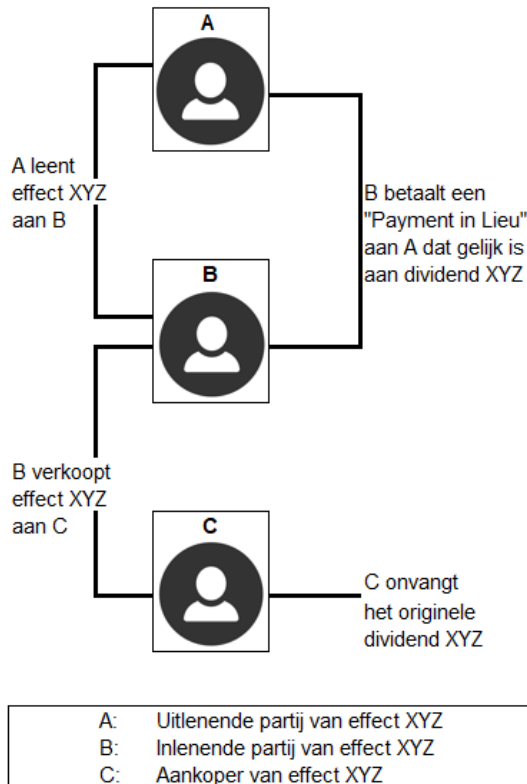 A
A leent
effect XYZ
aan B
B betaalt een
"Payment in Lieu"
aan A dat gelijk is
aan dividend XYZ
B
B verkoopt
effect XYZ
aan C
C
C onvangt
het originele
dividend XYZ
A: Uitlenende partij van effect XYZ
B: Inlenende partij van effect XYZ
C: Aankoper van effect XYZ